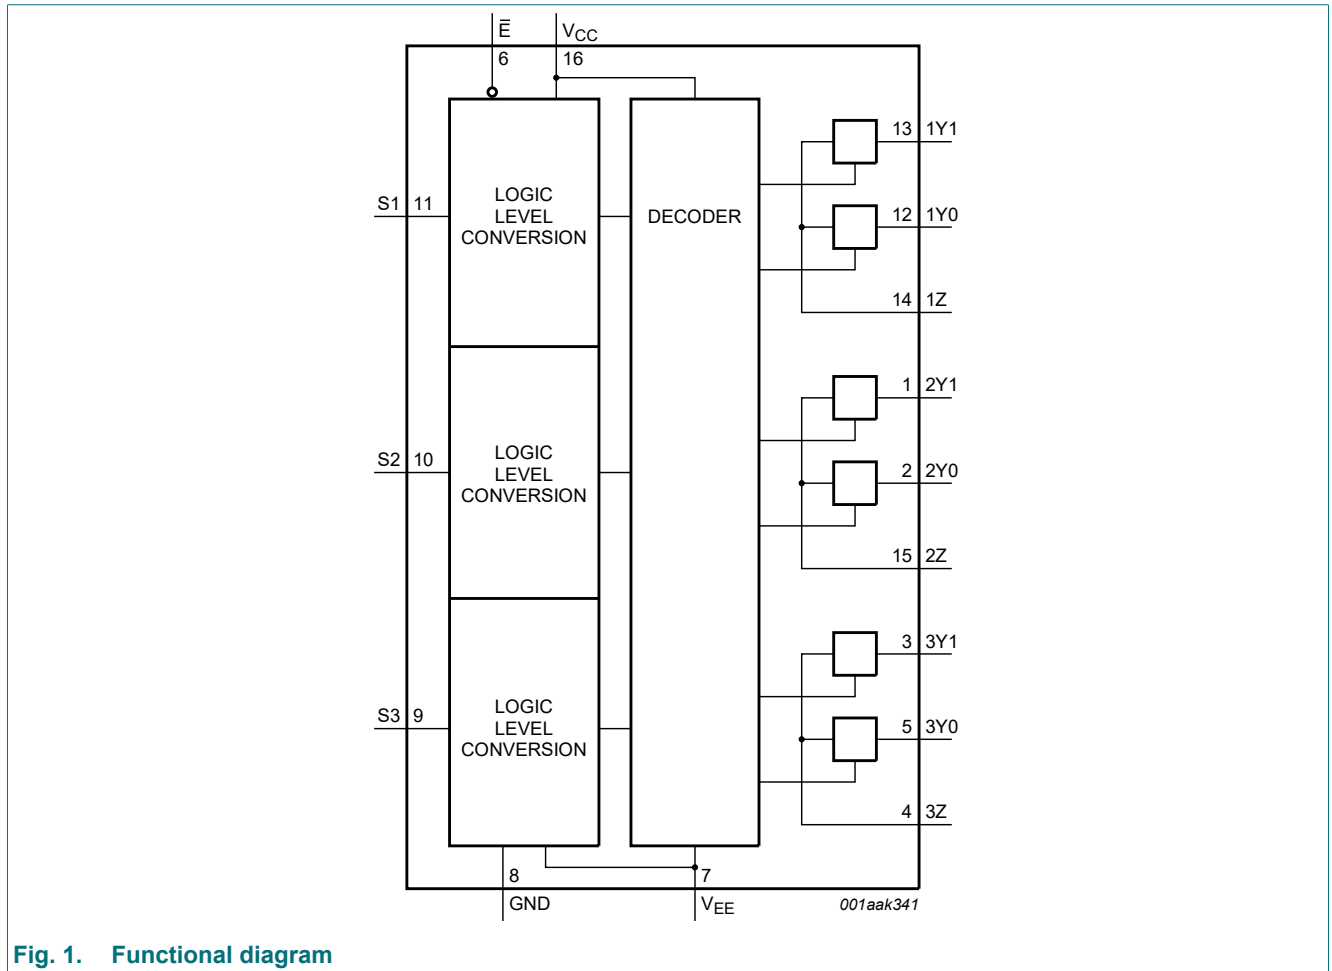 Ē VCC
6 16
13 1Y1
S1 11
LOGIC
LEVEL
CONVERSION
DECODER
12 1Y0
14 1Z
1 2Y1
S2 10
LOGIC
LEVEL
CONVERSION
2 2Y0
15 2Z
3 3Y1
S3 9
LOGIC
LEVEL
CONVERSION
5 3Y0
4 3Z
8 7
GND VEE
001aak341
Fig. 1. Functional diagram